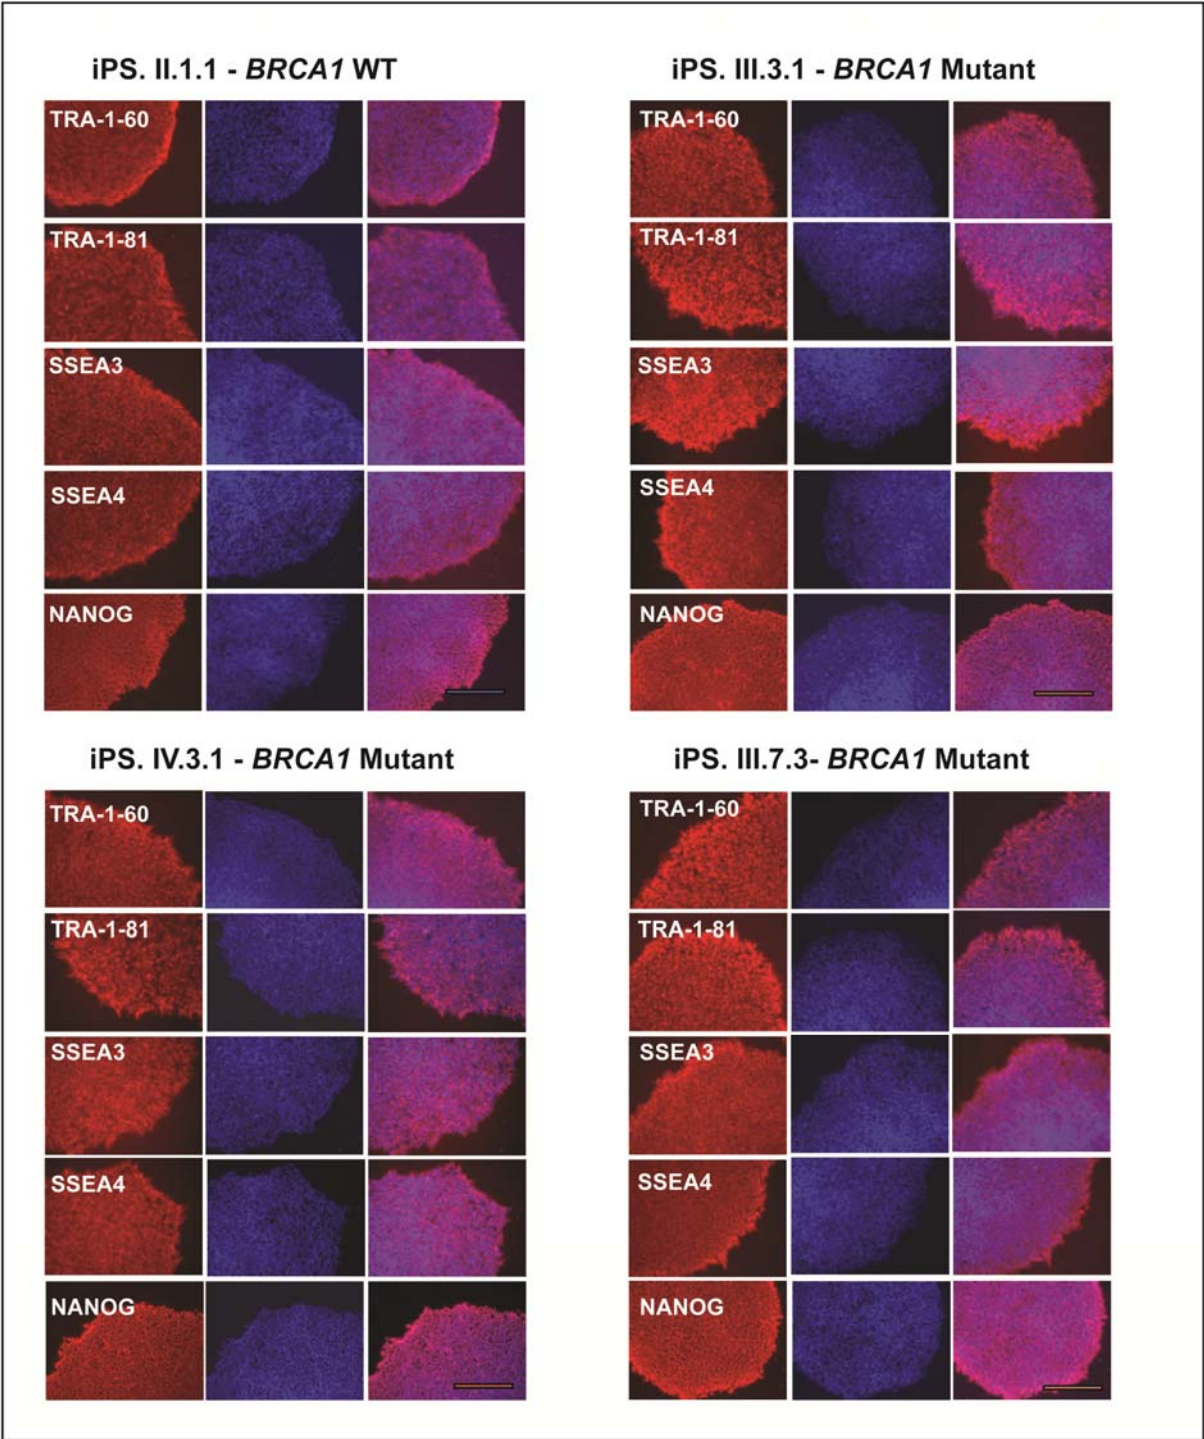 iPS. II.1.1 - BRCA1 WT
TRA-1-60
TRA-1-81
SSEA3
SSEA4
NANOG
iPS. III.3.1 - BRCA1 Mutant
TRA-1-60
TRA-1-81
SSEA3
SSEA4
NANOG
iPS. IV.3.1 - BRCA1 Mutant
TRA-1-60
TRA-1-81
SSEA3
SSEA4
NANOG
iPS. III.7.3- BRCA1 Mutant
TRA-1-60
TRA-1-81
SSEA3
SSEA4
NANOG